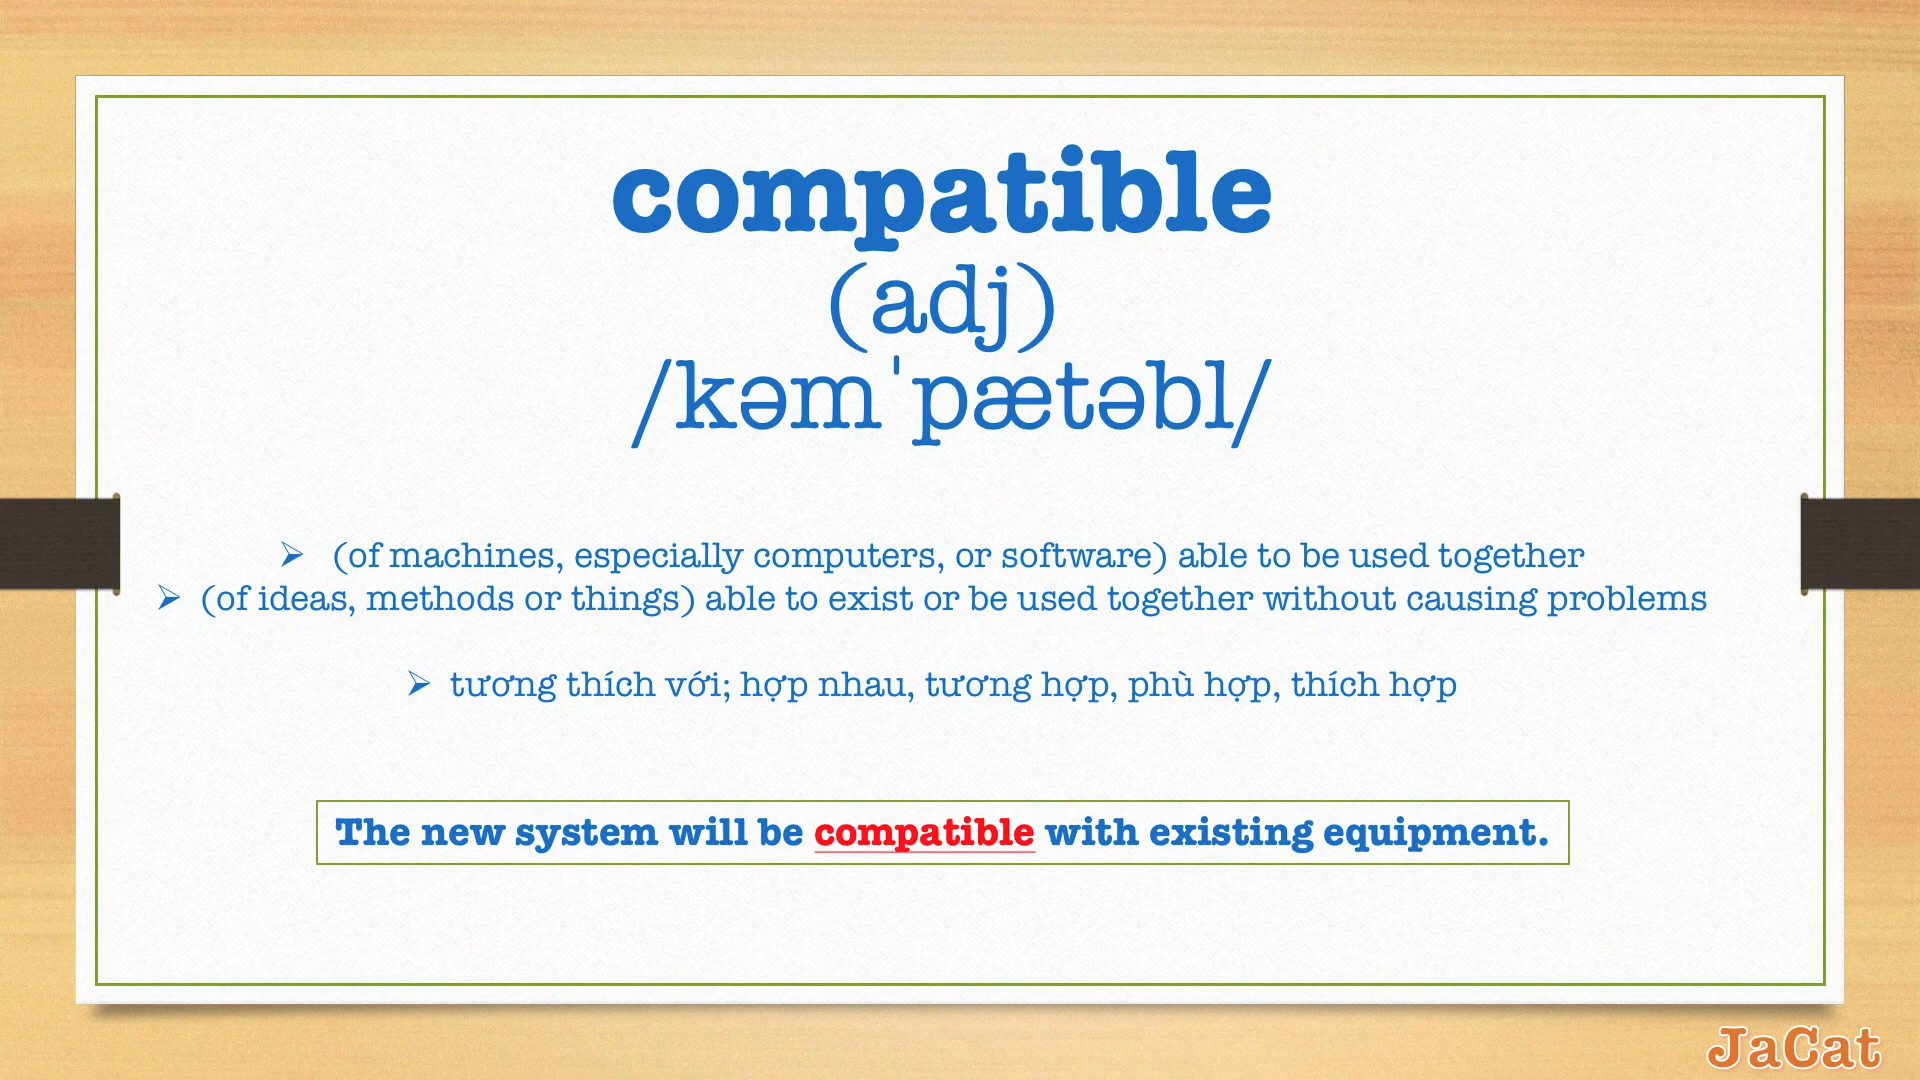 compatible
(adj)
/kəmˈpætəbl/
➢ (of machines, especially computers, or software) able to be used together
➢ (of ideas, methods or things) able to exist or be used together without causing problems
➢ tương thích với; hợp nhau, tương hợp, phù hợp, thích hợp
The new system will be compatible with existing equipment.
JaCat